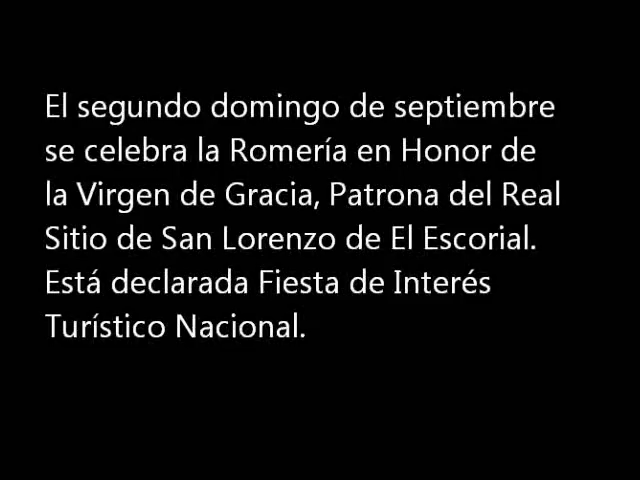 El segundo domingo de septiembre
se celebra la Romería en Honor de
la Virgen de Gracia, Patrona del Real
Sitio de San Lorenzo de El Escorial.
Está declarada Fiesta de Interés
Turístico Nacional.